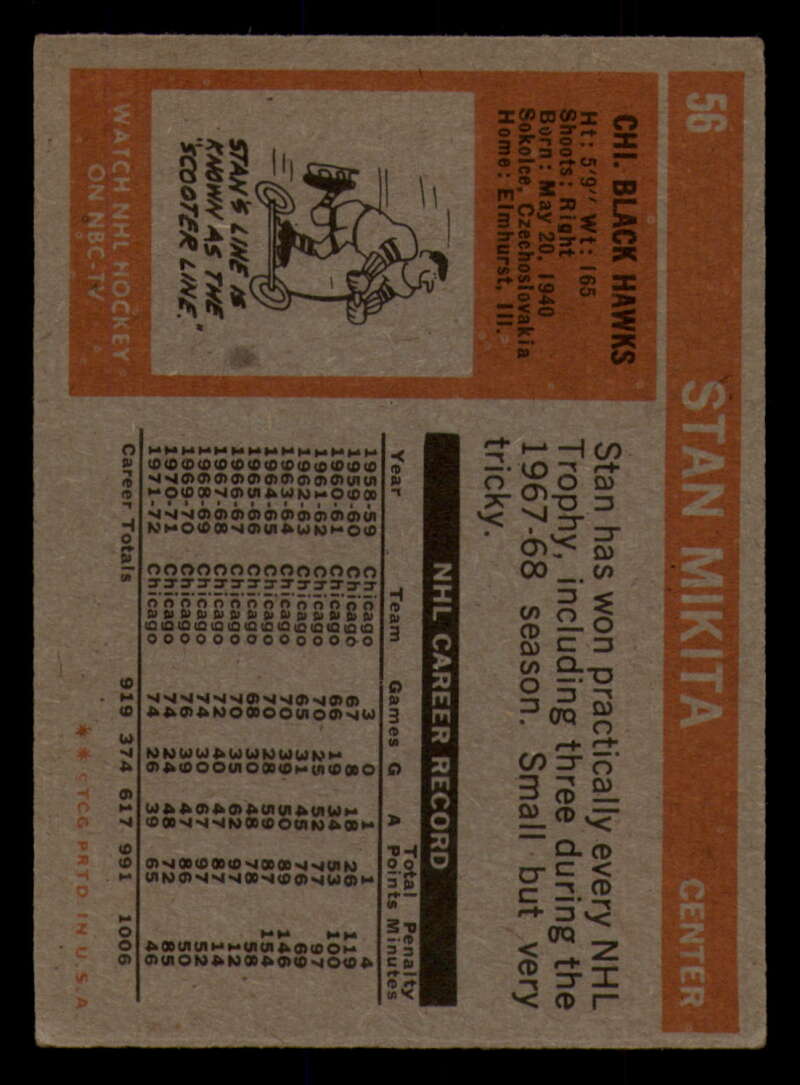 56 STAN MIKITA CENTER
CHI. BLACK HAWKS
Ht: 5'9" Wt: 165
Shoots: Right
Born: May 20, 1940
Sokolce, Czechoslovakia
Home: Elmhurst, Ill.
STAN'S LINE IS
KNOWN AS THE
"SCOOTER LINE."
WATCH NHL HOCKEY
ON NBC-TV
Stan has won practically every NHL
Trophy, including three during the
1967-68 season. Small but very
tricky.
NHL CAREER RECORD
Total Penalty
Year Team Games G A Points Minutes
1958-59 Chicago 3 0 1 1 4
1959-60 Chicago 67 8 18 26 119
1960-61 Chicago 66 19 34 53 100
1961-62 Chicago 70 25 52 77 97
1962-63 Chicago 65 31 45 76 69
1963-64 Chicago 70 39 50 89 146
1964-65 Chicago 70 28 59 87 154
1965-66 Chicago 68 30 48 78 58
1966-67 Chicago 70 35 62 97 12
1967-68 Chicago 72 40 47 87 14
1968-69 Chicago 74 30 67 97 52
1969-70 Chicago 76 39 47 86 50
1970-71 Chicago 74 24 48 72 85
1971-72 Chicago 74 26 39 65 46
Career Totals 919 374 617 991 1006
* * ©TCG PRTD IN U.S.A